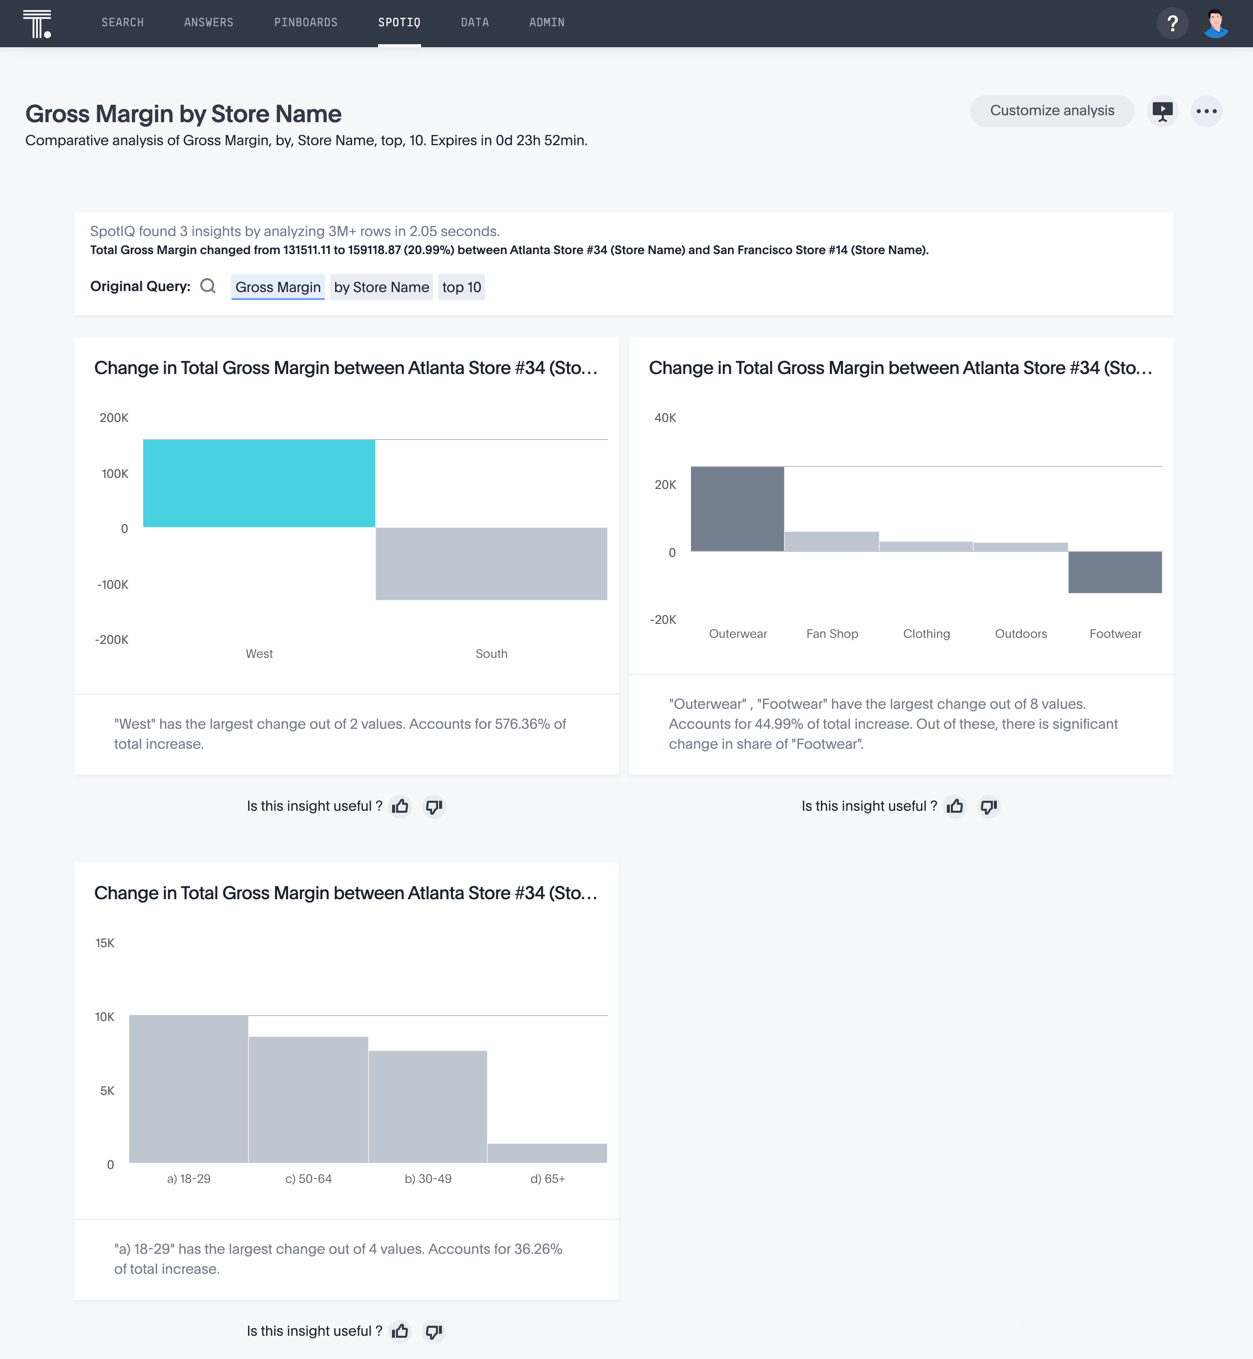 SEARCH ANSWERS PINBOARDS SPOTIQ DATA ADMIN ?
Gross Margin by Store Name
Customize analysis
Comparative analysis of Gross Margin, by, Store Name, top, 10. Expires in 0d 23h 52min.
SpotIQ found 3 insights by analyzing 3M+ rows in 2.05 seconds.
Total Gross Margin changed from 131511.11 to 159118.87 (20.99%) between Atlanta Store #34 (Store Name) and San Francisco Store #14 (Store Name).
Original Query: Gross Margin by Store Name top 10
Change in Total Gross Margin between Atlanta Store #34 (Sto...
200K
100K
0
-100K
-200K
West South
"West" has the largest change out of 2 values. Accounts for 576.36% of
total increase.
Is this insight useful ?
Change in Total Gross Margin between Atlanta Store #34 (Sto...
40K
20K
0
-20K
Outerwear Fan Shop Clothing Outdoors Footwear
"Outerwear" , "Footwear" have the largest change out of 8 values.
Accounts for 44.99% of total increase. Out of these, there is significant
change in share of "Footwear".
Is this insight useful ?
Change in Total Gross Margin between Atlanta Store #34 (Sto...
15K
10K
5K
0
a) 18-29 c) 50-64 b) 30-49 d) 65+
"a) 18-29" has the largest change out of 4 values. Accounts for 36.26%
of total increase.
Is this insight useful ?